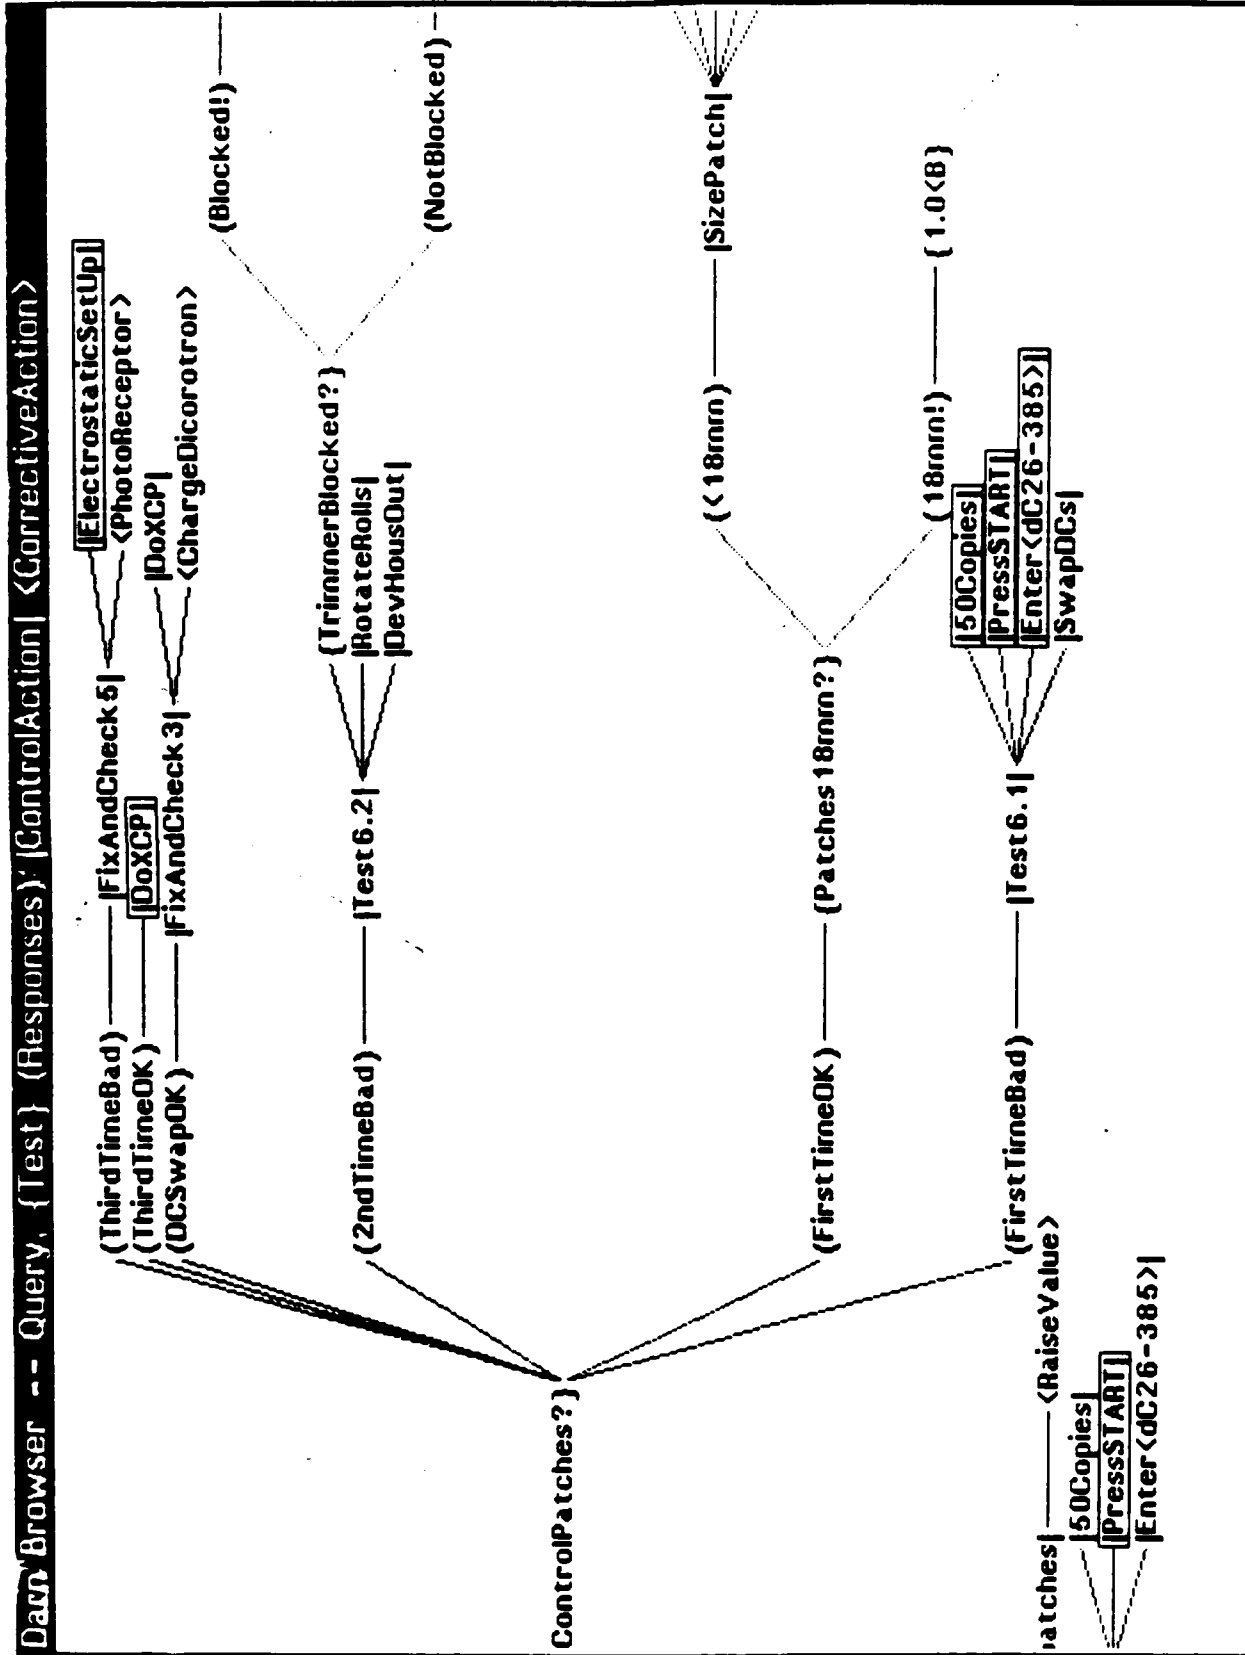 Darn Browser -- Query, {Test} (Responses) |ControlAction| <CorrectiveAction>
|ElectrostaticSetUp|
(ThirdTimeBad) |FixAndCheck5|
<PhotoReceptor>
(ThirdTimeOK) |DoXCP|
|DoXCP|
(DCSwapOK) |FixAndCheck3|
<ChargeDicorotron>
(Blocked!)
{TrimmerBlocked?}
(2ndTimeBad) |Test6.2| |RotateRolls|
|DevHousOut|
(NotBlocked)
ControlPatches?}
(<18mm) |SizePatch|
(FirstTimeOK) {Patches18mm?}
(18mm!) {1.0<B}
|50Copies|
|PressSTART|
(FirstTimeBad) |Test6.1| |Enter<dC26-385>|
|SwapDCs|
atches| <RaiseValue>
|50Copies|
|PressSTART|
|Enter<dC26-385>|